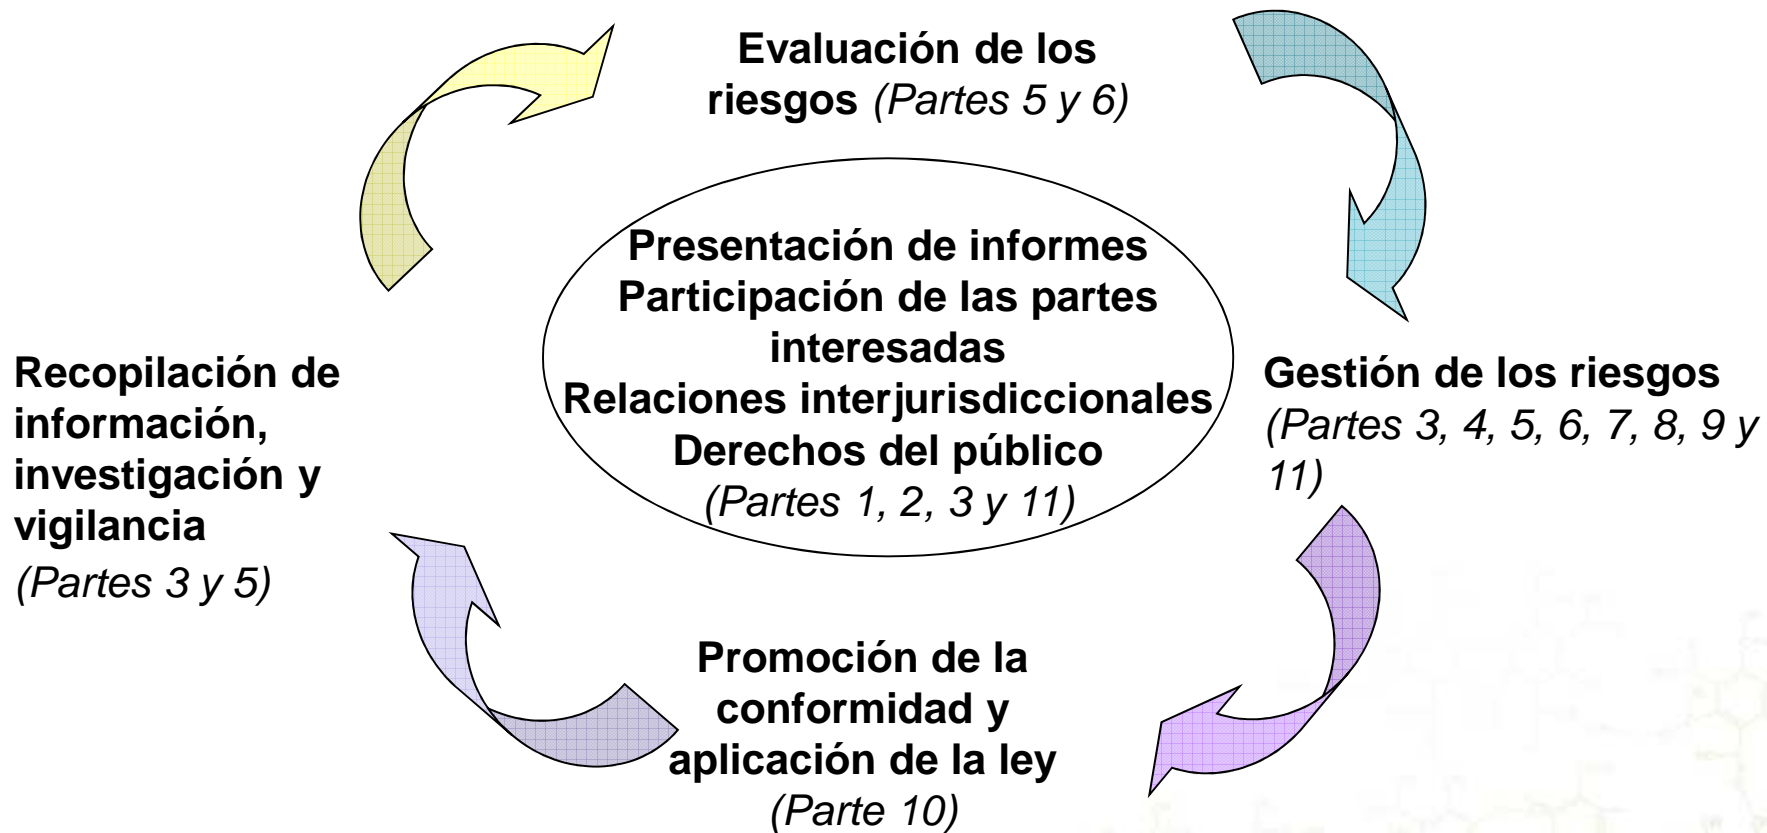 Evaluación de los
riesgos (Partes 5 y 6)
Presentación de informes
Participación de las partes
interesadas
Relaciones interjurisdiccionales
Derechos del público
(Partes 1, 2, 3 y 11)
Recopilación de
información,
investigación y
vigilancia
(Partes 3 y 5)
Gestión de los riesgos
(Partes 3, 4, 5, 6, 7, 8, 9 y
11)
Promoción de la
conformidad y
aplicación de la ley
(Parte 10)